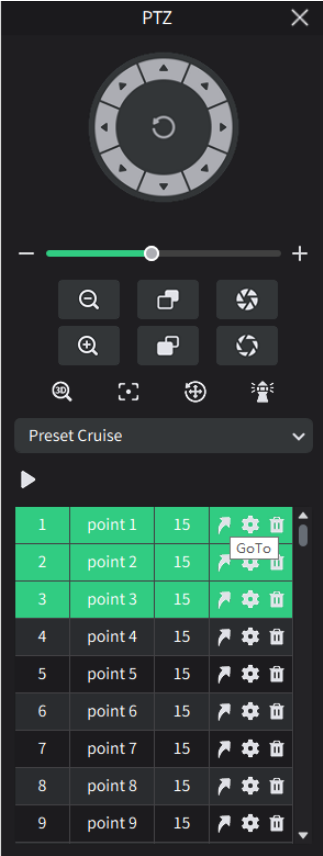 PTZ
3D
Preset Cruise
1 point 1 15
GoTo
2 point 2 15
3 point 3 15
4 point 4 15
5 point 5 15
6 point 6 15
7 point 7 15
8 point 8 15
9 point 9 15